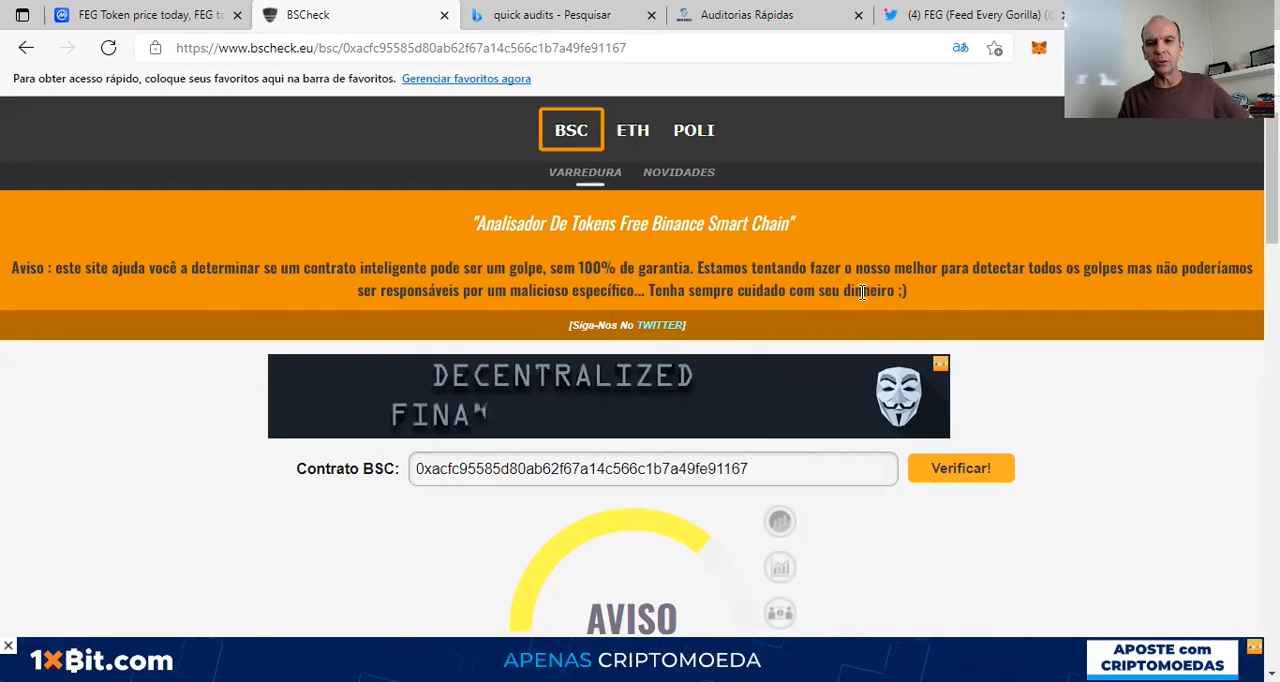 FEG Token price today, FEG t
BSCheck
quick audits - Pesquisar
Auditorias Rápidas
(4) FEG (Feed Every Gorilla) (
https://www.bscheck.eu/bsc/0xacfc95585d80ab62f67a14c566c1b7a49fe91167
Para obter acesso rápido, coloque seus favoritos aqui na barra de favoritos. Gerenciar favoritos agora
BSC ETH POLI
VARREDURA NOVIDADES
"Analisador De Tokens Free Binance Smart Chain"
Aviso : este site ajuda você a determinar se um contrato inteligente pode ser um golpe, sem 100% de garantia. Estamos tentando fazer o nosso melhor para detectar todos os golpes mas não poderíamos
ser responsáveis por um malicioso específico... Tenha sempre cuidado com seu dinheiro ;)
[Siga-Nos No TWITTER]
DECENTRALIZED
FINA
Contrato BSC: 0xacfc95585d80ab62f67a14c566c1b7a49fe91167 Verificar!
AVISO
1xBit.com
APENAS CRIPTOMOEDA
APOSTE com
CRIPTOMOEDAS